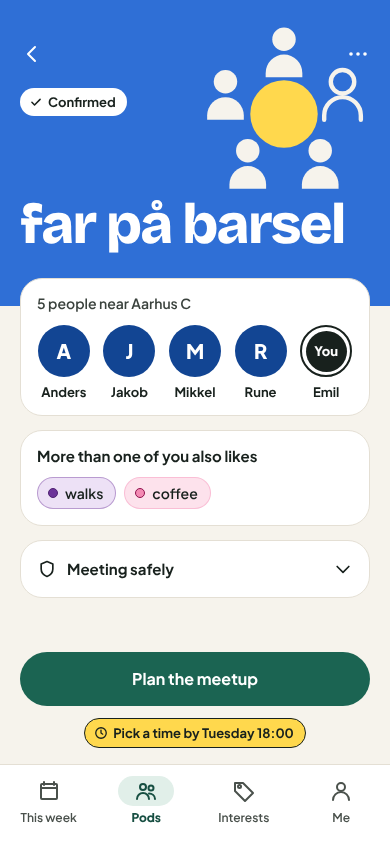 Confirmed
far på barsel
5 people near Aarhus C
A J M R You
Anders Jakob Mikkel Rune Emil
More than one of you also likes
walks coffee
Meeting safely
Plan the meetup
Pick a time by Tuesday 18:00
This week Pods Interests Me